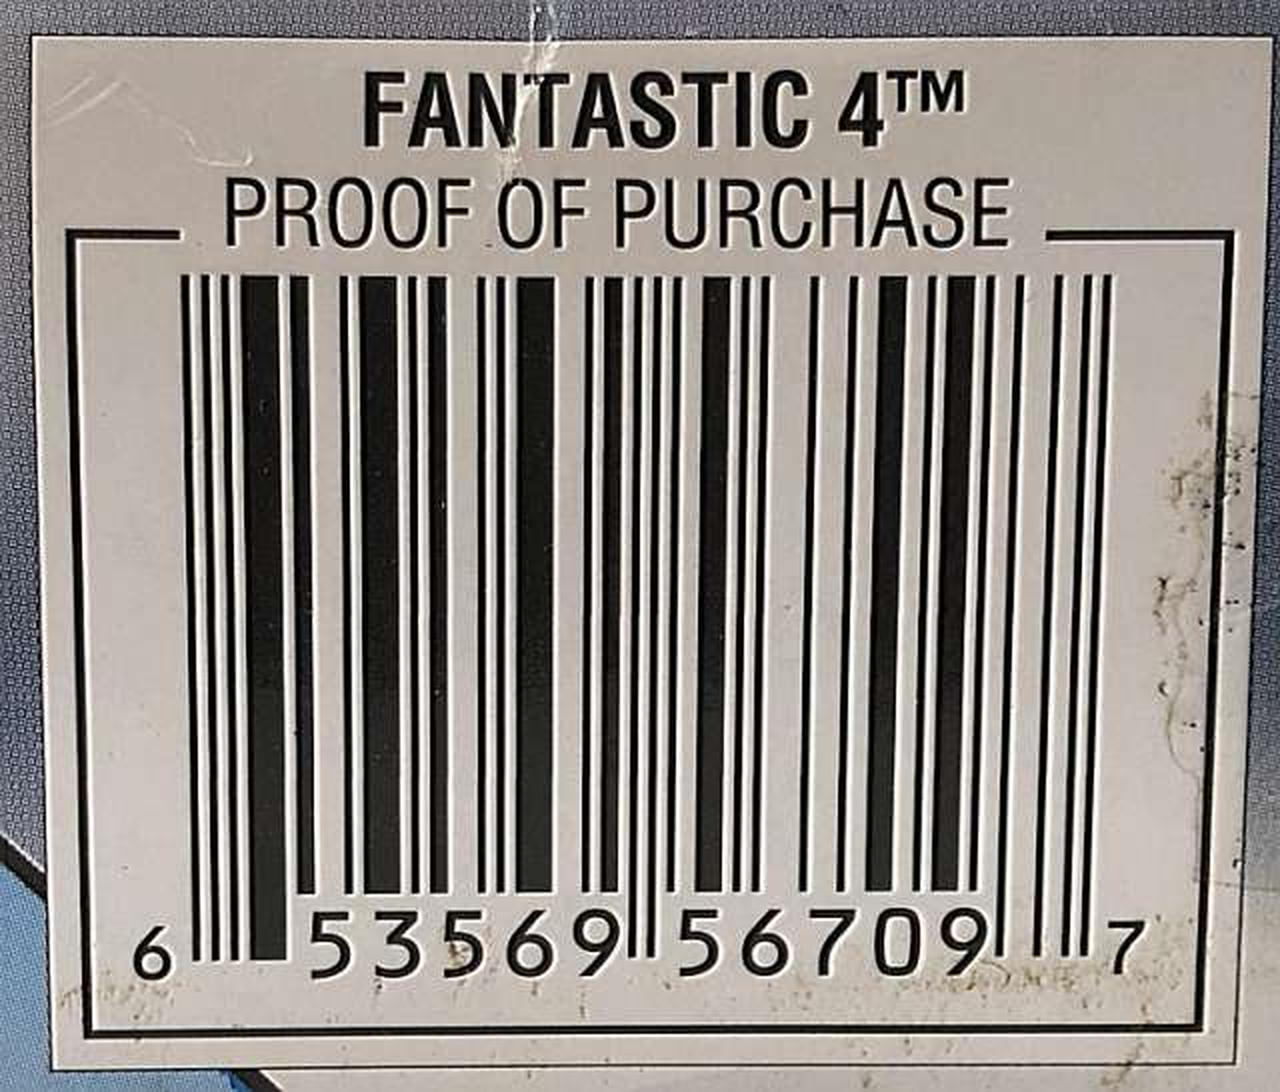 FANTASTIC 4™
PROOF OF PURCHASE
6 53569 56709 7